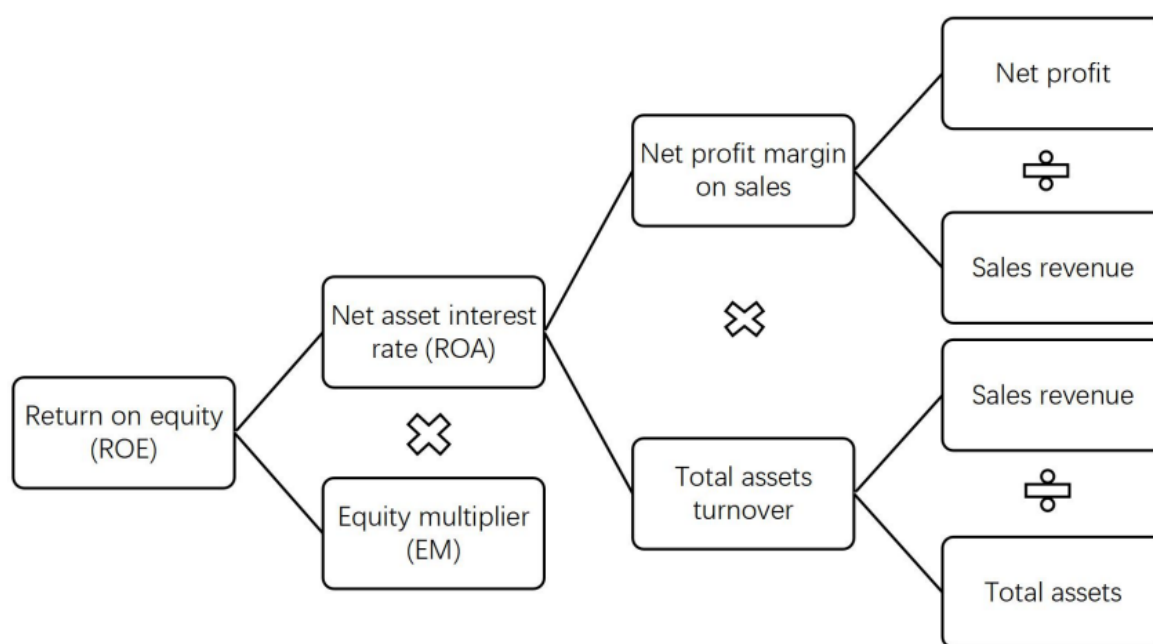 Net profit
Net profit margin
on sales
Sales revenue
Net asset interest
rate (ROA)
Return on equity
(ROE)
Sales revenue
Equity multiplier
(EM)
Total assets
turnover
Total assets